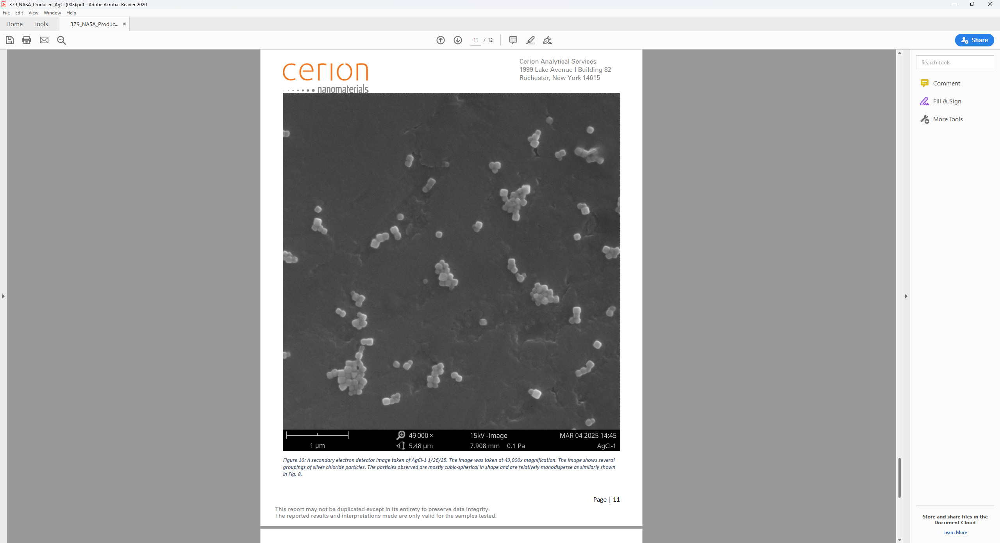 379_NASA_Produced_AgCl (003).pdf - Adobe Acrobat Reader 2020
File Edit View Window Help
Home Tools 379_NASA_Produc...
11 / 12
Share
cerion
nanomaterials
Cerion Analytical Services
1999 Lake Avenue I Building 82
Rochester, New York 14615
1 µm
49 000 × 15kV -Image MAR 04 2025 14:45
5.48 µm 7.908 mm 0.1 Pa AgCl-1
Figure 10: A secondary electron detector image taken of AgCl-1 1/26/25. The image was taken at 49,000x magnification. The image shows several
groupings of silver chloride particles. The particles observed are mostly cubic-spherical in shape and are relatively monodisperse as similarly shown
in Fig. 8.
Page | 11
This report may not be duplicated except in its entirety to preserve data integrity.
The reported results and interpretations made are only valid for the samples tested.
Search tools
Comment
Fill & Sign
More Tools
Store and share files in the
Document Cloud
Learn More